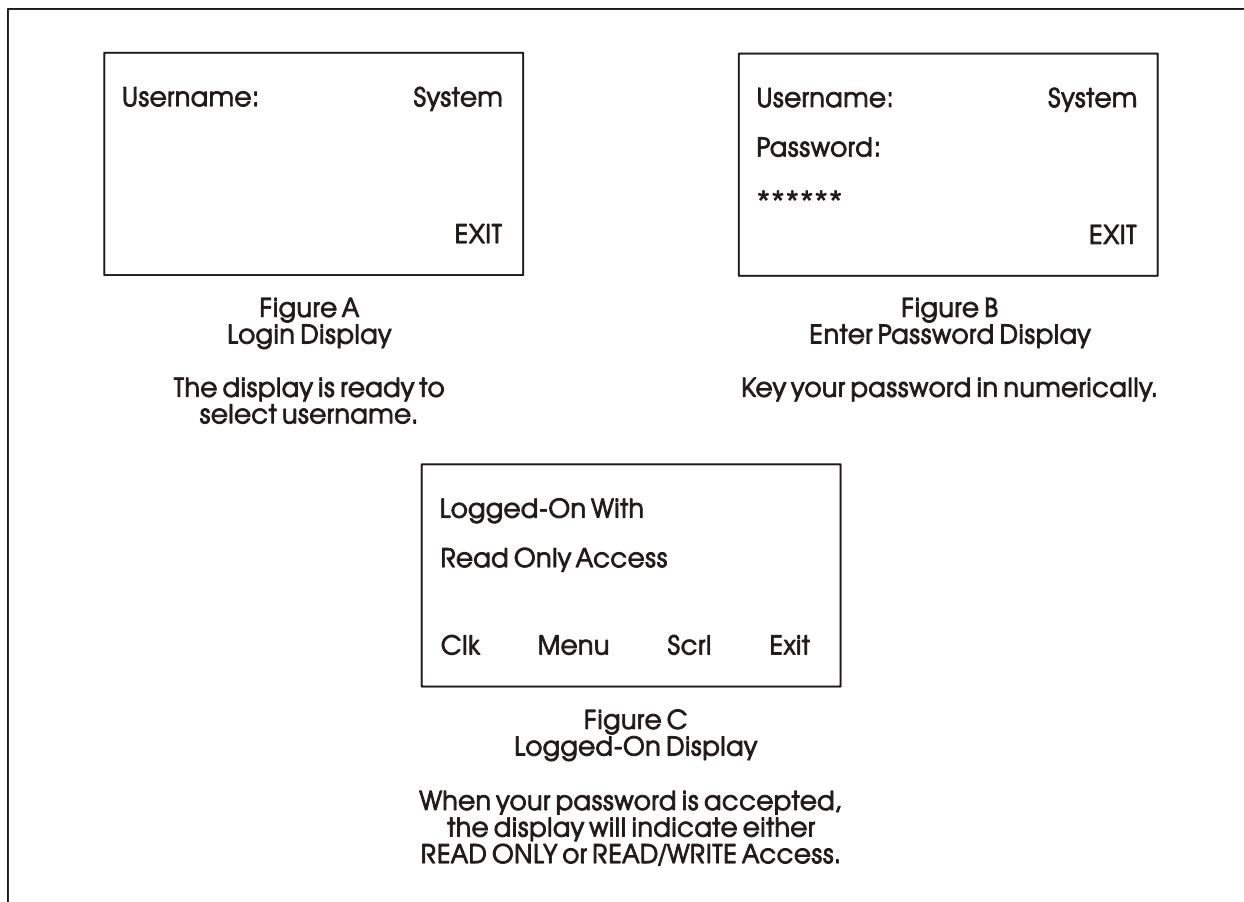 Username: System
EXIT
Figure A
Login Display
The display is ready to
select username.
Username: System
Password:
******
EXIT
Figure B
Enter Password Display
Key your password in numerically.
Logged-On With
Read Only Access
Clk Menu Scrl Exit
Figure C
Logged-On Display
When your password is accepted,
the display will indicate either
READ ONLY or READ/WRITE Access.